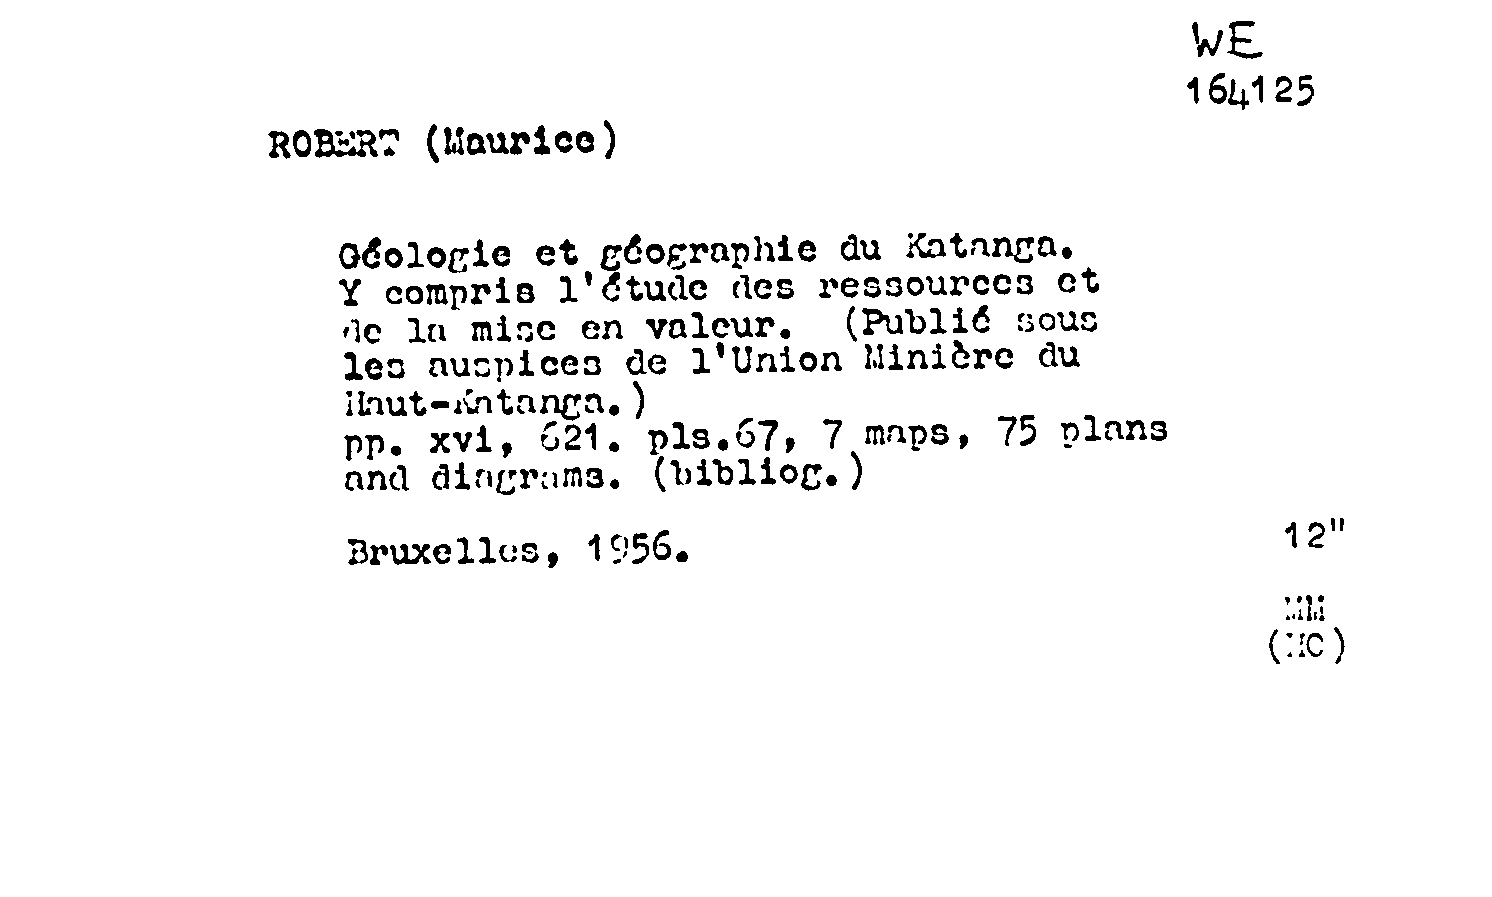 WE
164125
ROBERT (Maurice)
Géologie et géographie du Katanga.
Y compris l'étude des ressources et
de la mise en valeur. (Publié sous
les auspices de l'Union Minière du
Haut-Katanga.)
pp. xvi, 621. pls.67, 7 maps, 75 plans
and diagrams. (bibliog.)
Bruxelles, 1956.
12"
MM